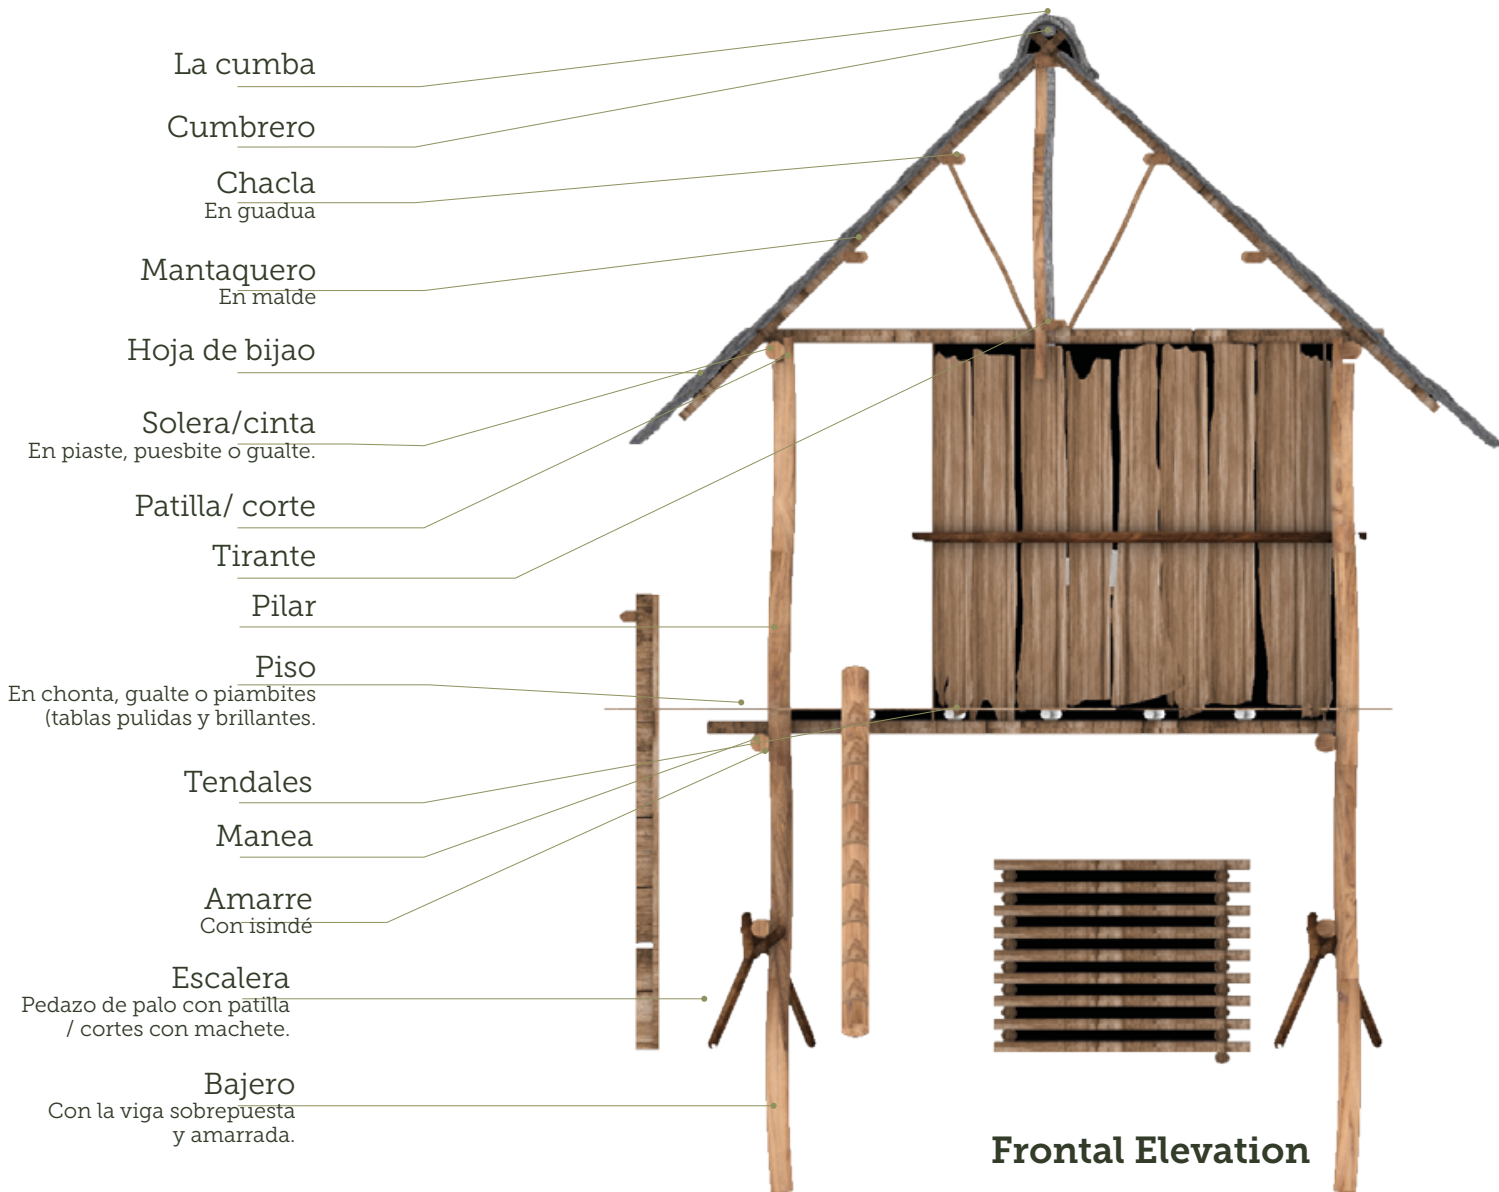 La cumba
Cumbrero
Chacla
En guadua
Mantaquero
En malde
Hoja de bijao
Solera/cinta
En piaste, puesbite o gualte.
Patilla/ corte
Tirante
Pilar
Piso
En chonta, gualte o piambites
(tablas pulidas y brillantes.
Tendales
Manea
Amarre
Con isindé
Escalera
Pedazo de palo con patilla
/ cortes con machete.
Bajero
Con la viga sobrepuesta
y amarrada.
Frontal Elevation